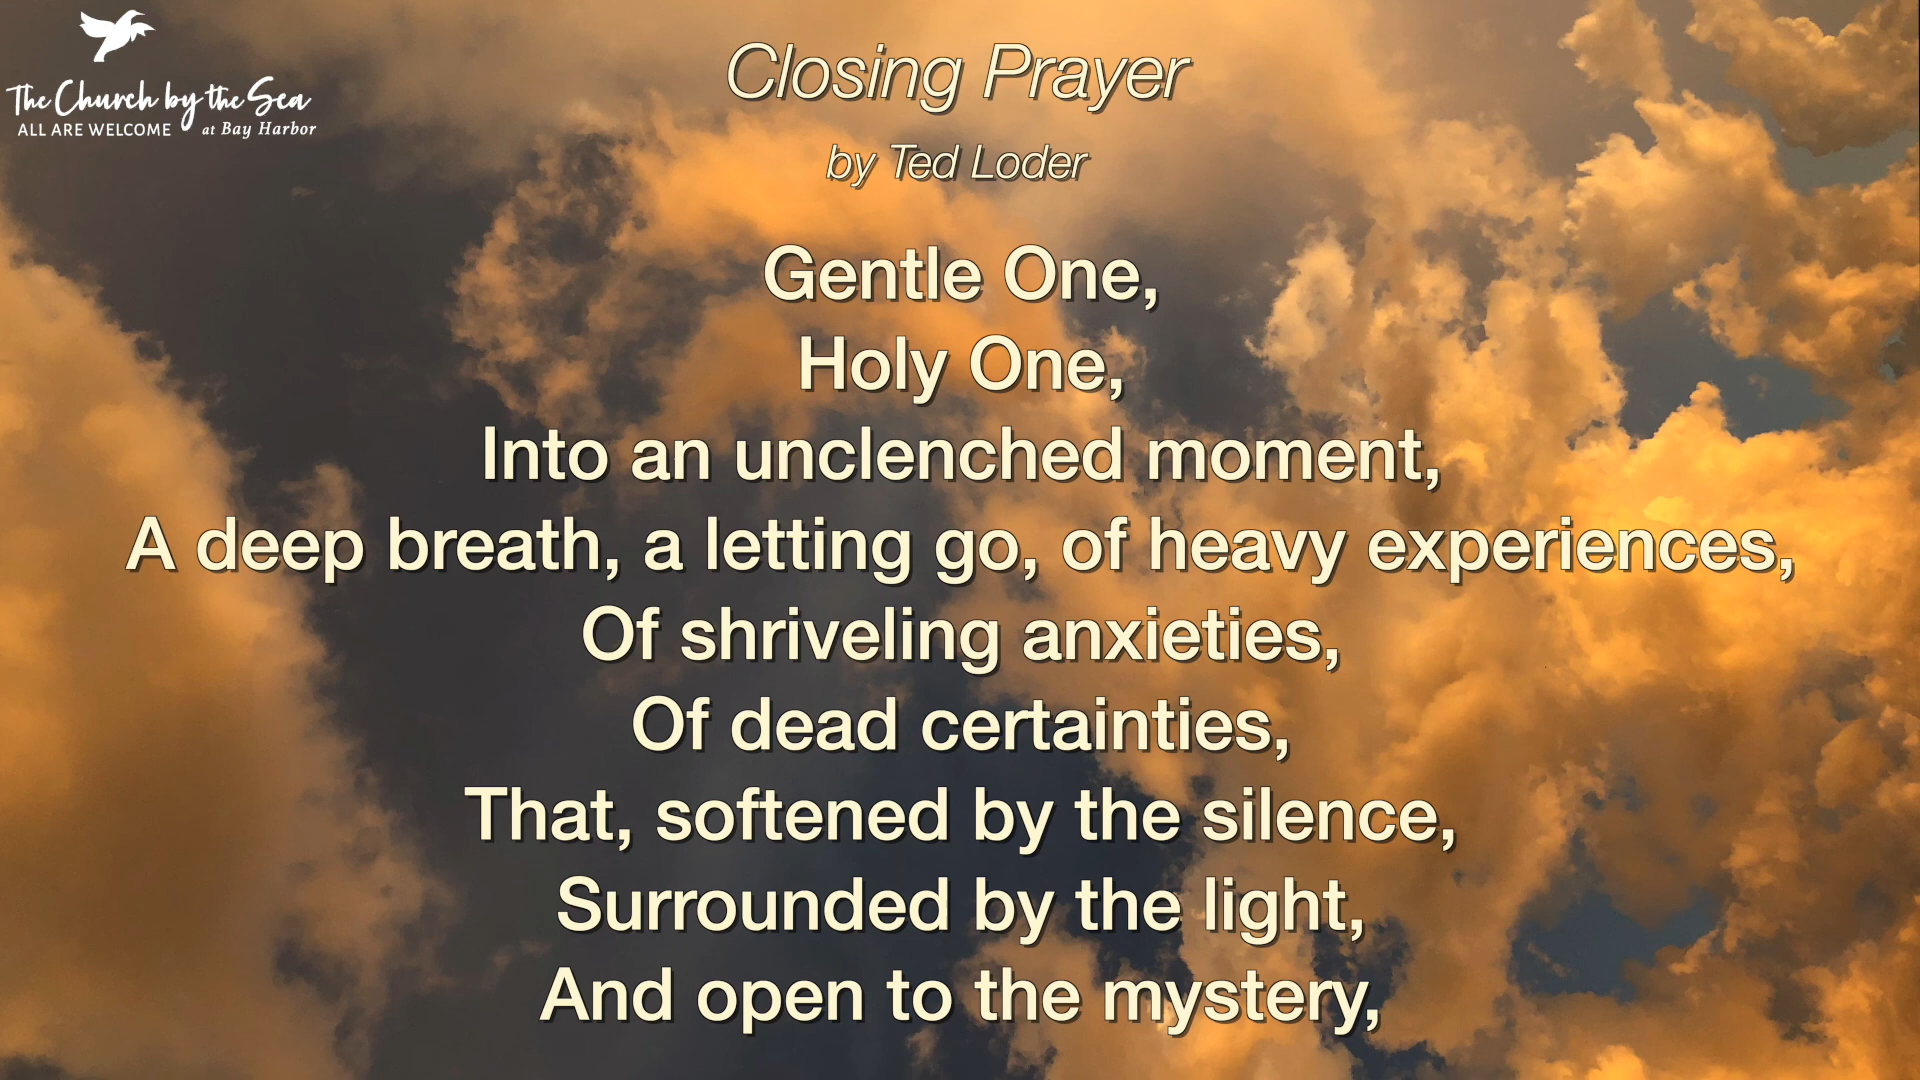 The Church by the Sea
ALL ARE WELCOME at Bay Harbor
Closing Prayer
by Ted Loder
Gentle One,
Holy One,
Into an unclenched moment,
A deep breath, a letting go, of heavy experiences,
Of shriveling anxieties,
Of dead certainties,
That, softened by the silence,
Surrounded by the light,
And open to the mystery,